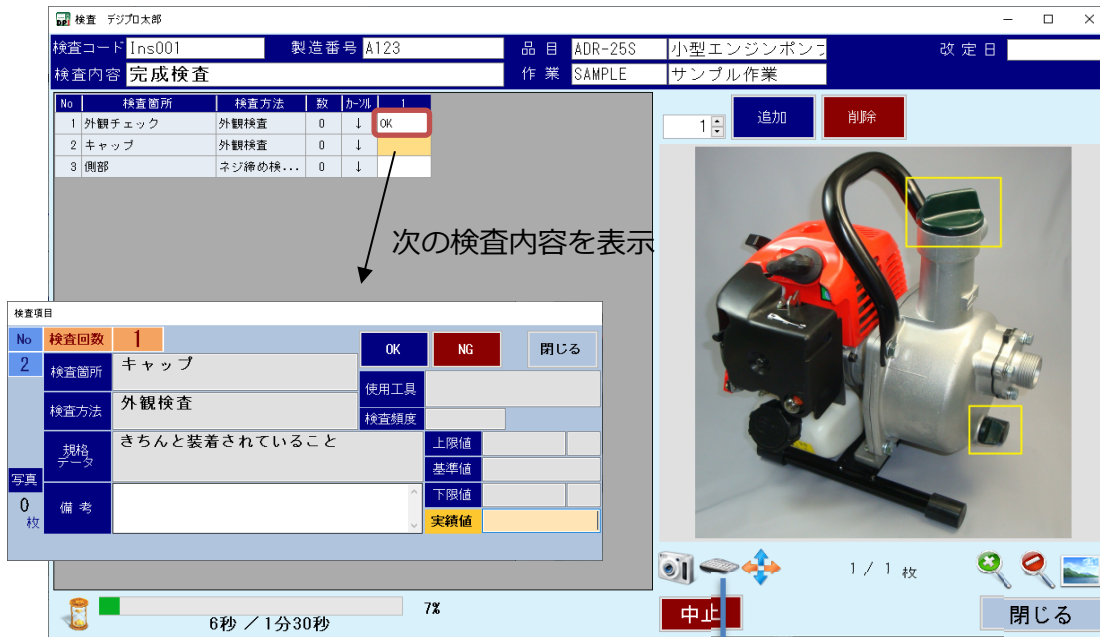 検査 デジプロ太郎
検査コード Ins001 製造番号 A123 品目 ADR-25S 小型エンジンポンプ 改定日
検査内容 完成検査 作業 SAMPLE サンプル作業
No 検査箇所 検査方法 数 カーソル 1
1 外観チェック 外観検査 0 ↓ OK
2 キャップ 外観検査 0 ↓
3 側部 ネジ締め検... 0 ↓
1 追加 削除
次の検査内容を表示
検査項目
No 検査回数 1 OK NG 閉じる
2 検査箇所 キャップ 使用工具
検査方法 外観検査 検査頻度
規格データ きちんと装着されていること 上限値
基準値
写真 0 枚 備考 下限値
実績値
1 / 1 枚
7%
6秒 / 1分30秒
中止 閉じる